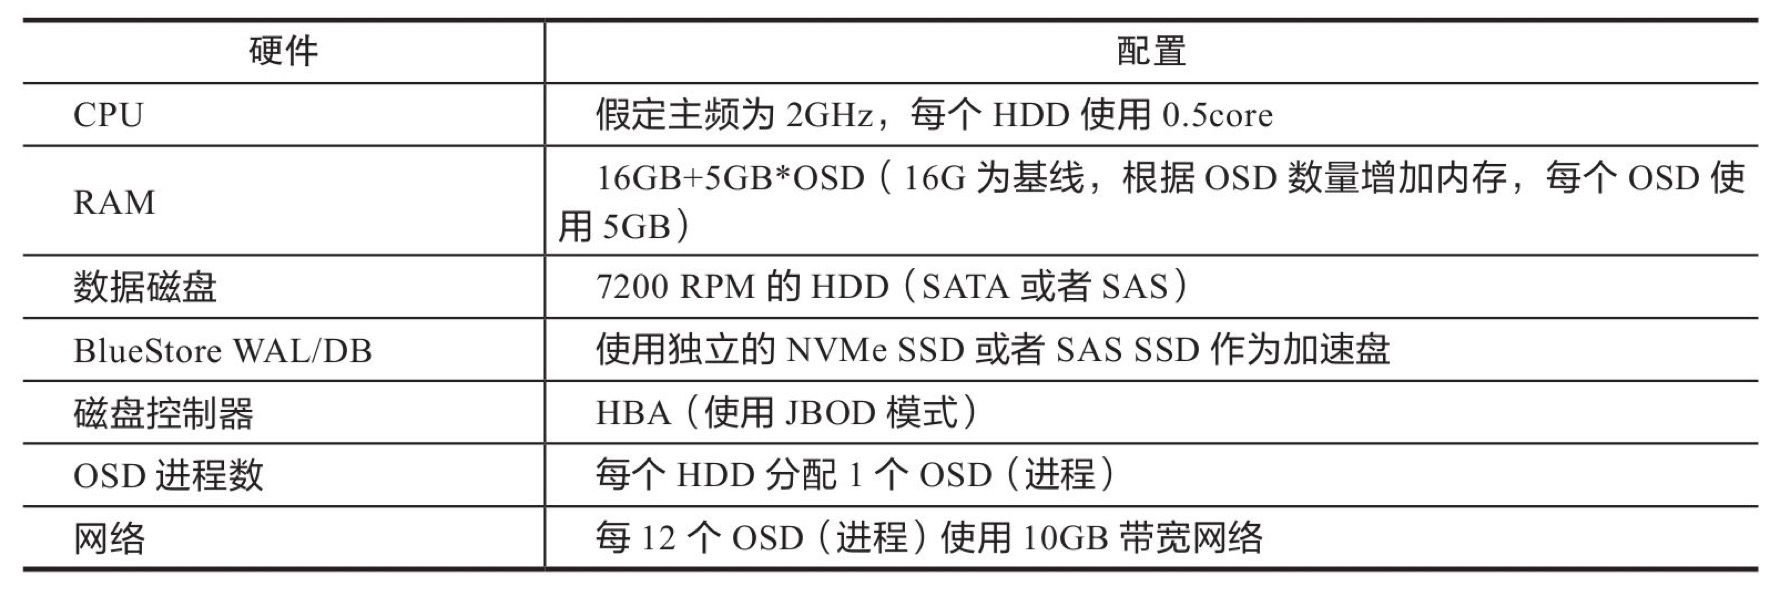 硬件 配置
CPU 假定主频为 2GHz，每个 HDD 使用 0.5core
RAM 16GB+5GB*OSD（16G 为基线，根据 OSD 数量增加内存，每个 OSD 使
用 5GB）
数据磁盘 7200 RPM 的 HDD（SATA 或者 SAS）
BlueStore WAL/DB 使用独立的 NVMe SSD 或者 SAS SSD 作为加速盘
磁盘控制器 HBA（使用 JBOD 模式）
OSD 进程数 每个 HDD 分配 1 个 OSD（进程）
网络 每 12 个 OSD（进程）使用 10GB 带宽网络